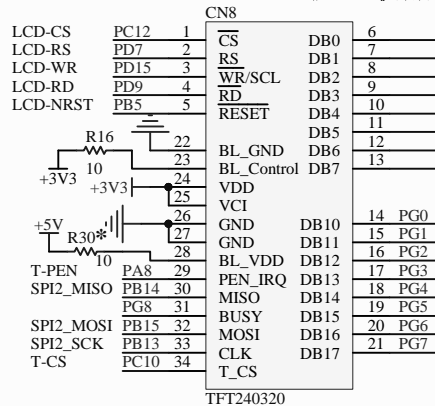 CN8
LCD-CS PC12 1 CS DB0 6
LCD-RS PD7 2 RS DB1 7
LCD-WR PD15 3 WR/SCL DB2 8
LCD-RD PD9 4 RD DB3 9
LCD-NRST PB5 5 RESET DB4 10
DB5 11
22 BL_GND DB6 12
R16 10 23 BL_Control DB7 13
+3V3
+3V3 24 VDD
25 VCI
26 GND DB10 14 PG0
27 GND DB11 15 PG1
+5V R30* 10 28 BL_VDD DB12 16 PG2
T-PEN PA8 29 PEN_IRQ DB13 17 PG3
SPI2_MISO PB14 30 MISO DB14 18 PG4
PG8 31 BUSY DB15 19 PG5
SPI2_MOSI PB15 32 MOSI DB16 20 PG6
SPI2_SCK PB13 33 CLK DB17 21 PG7
T-CS PC10 34 T_CS
TFT240320